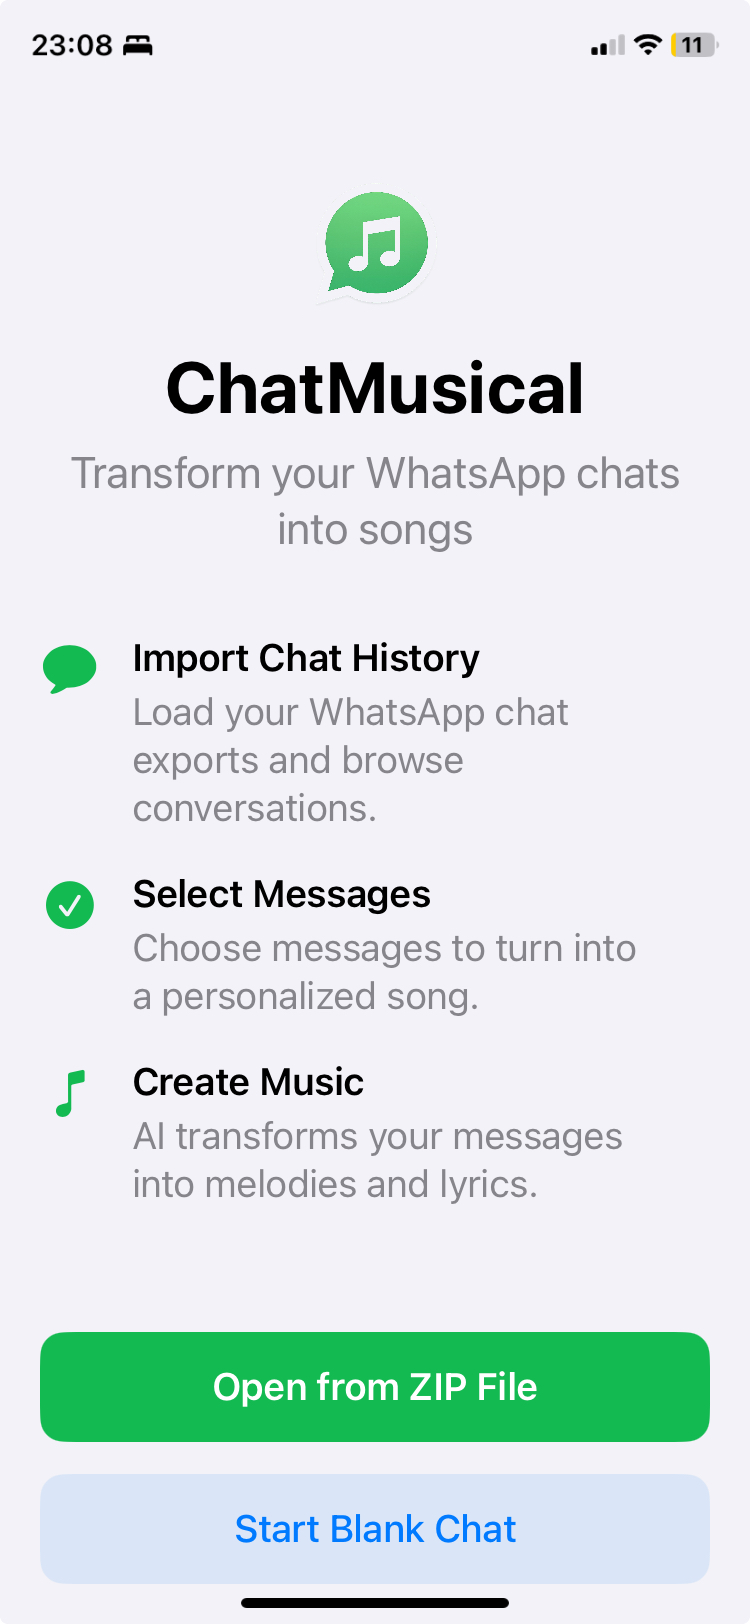 23:08
11
ChatMusical
Transform your WhatsApp chats
into songs
Import Chat History
Load your WhatsApp chat
exports and browse
conversations.
Select Messages
Choose messages to turn into
a personalized song.
Create Music
AI transforms your messages
into melodies and lyrics.
Open from ZIP File
Start Blank Chat